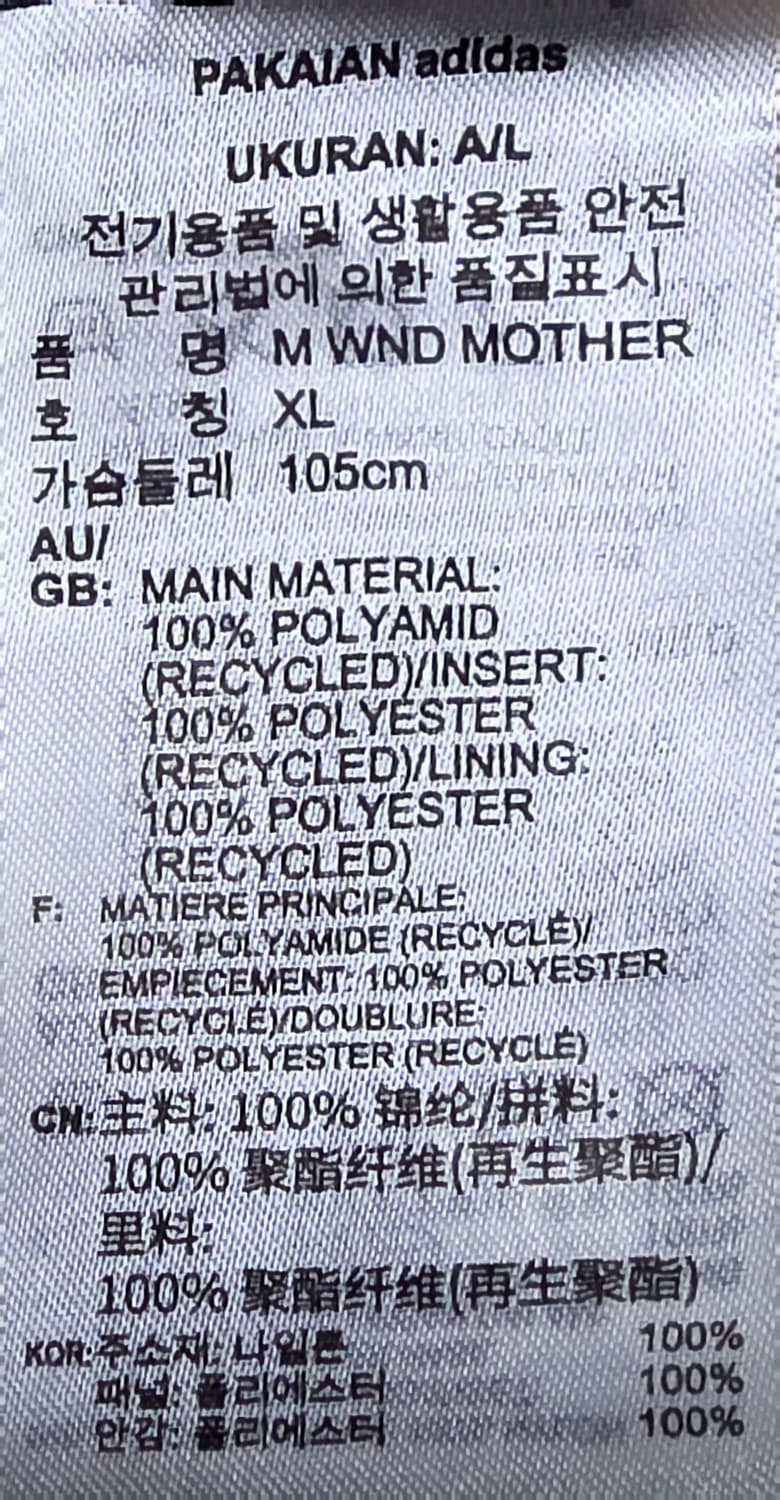 PAKAIAN adidas
UKURAN: A/L
전기용품 및 생활용품 안전
관리법에 의한 품질표시
품 명 M WND MOTHER
호 칭 XL
가슴둘레 105cm
AU/
GB: MAIN MATERIAL:
100% POLYAMID
(RECYCLED)/INSERT:
100% POLYESTER
(RECYCLED)/LINING:
100% POLYESTER
(RECYCLED)
F: MATIERE PRINCIPALE:
100% POLYAMIDE (RECYCLÉ)/
EMPIECEMENT: 100% POLYESTER
(RECYCLÉ)/DOUBLURE:
100% POLYESTER (RECYCLÉ)
CN: 主料: 100% 锦纶/拼料:
100% 聚酯纤维(再生聚酯)/
里料:
100% 聚酯纤维(再生聚酯)
KOR: 주소재: 나일론 100%
패널: 폴리에스터 100%
안감: 폴리에스터 100%